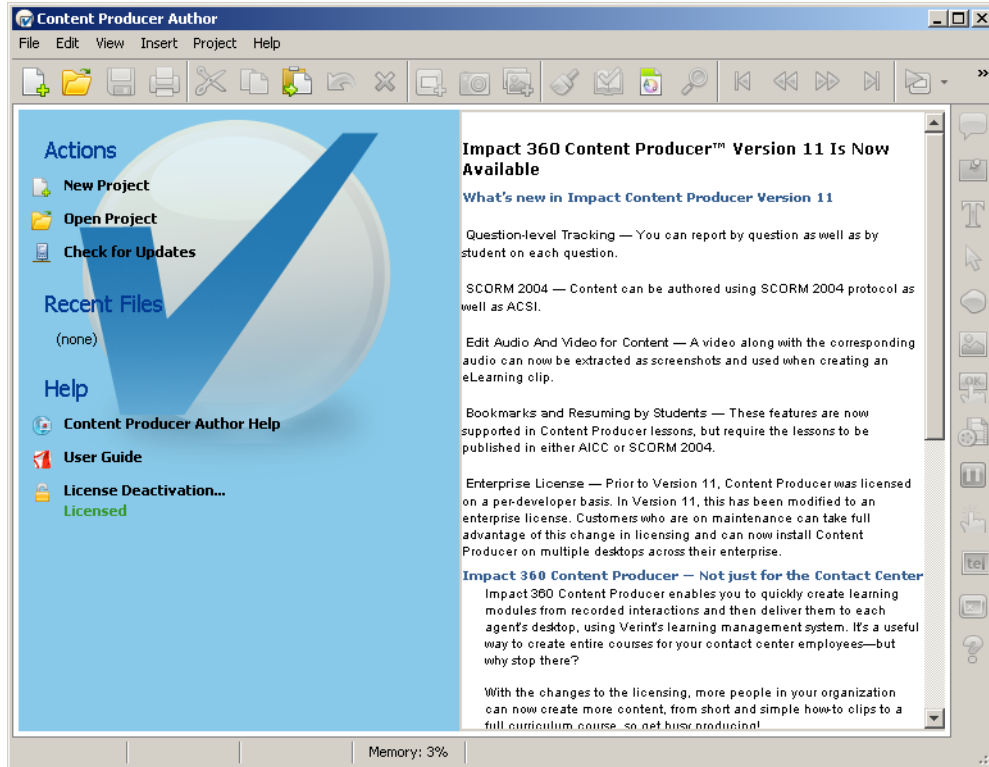 Content Producer Author
File Edit View Insert Project Help
Actions
New Project
Open Project
Check for Updates
Recent Files
(none)
Help
Content Producer Author Help
User Guide
License Deactivation...
Licensed
Impact 360 Content Producer™ Version 11 Is Now
Available
What's new in Impact Content Producer Version 11
Question-level Tracking — You can report by question as well as by
student on each question.
SCORM 2004 — Content can be authored using SCORM 2004 protocol as
well as ACSI.
Edit Audio And Video for Content — A video along with the corresponding
audio can now be extracted as screenshots and used when creating an
eLearning clip.
Bookmarks and Resuming by Students — These features are now
supported in Content Producer lessons, but require the lessons to be
published in either AICC or SCORM 2004.
Enterprise License — Prior to Version 11, Content Producer was licensed
on a per-developer basis. In Version 11, this has been modified to an
enterprise license. Customers who are on maintenance can take full
advantage of this change in licensing and can now install Content
Producer on multiple desktops across their enterprise.
Impact 360 Content Producer — Not just for the Contact Center
Impact 360 Content Producer enables you to quickly create learning
modules from recorded interactions and then deliver them to each
agent's desktop, using Verint's learning management system. It's a useful
way to create entire courses for your contact center employees—but
why stop there?
With the changes to the licensing, more people in your organization
can now create more content, from short and simple how-to clips to a
full curriculum course, so get busy producing!
OK
te
Memory: 3%